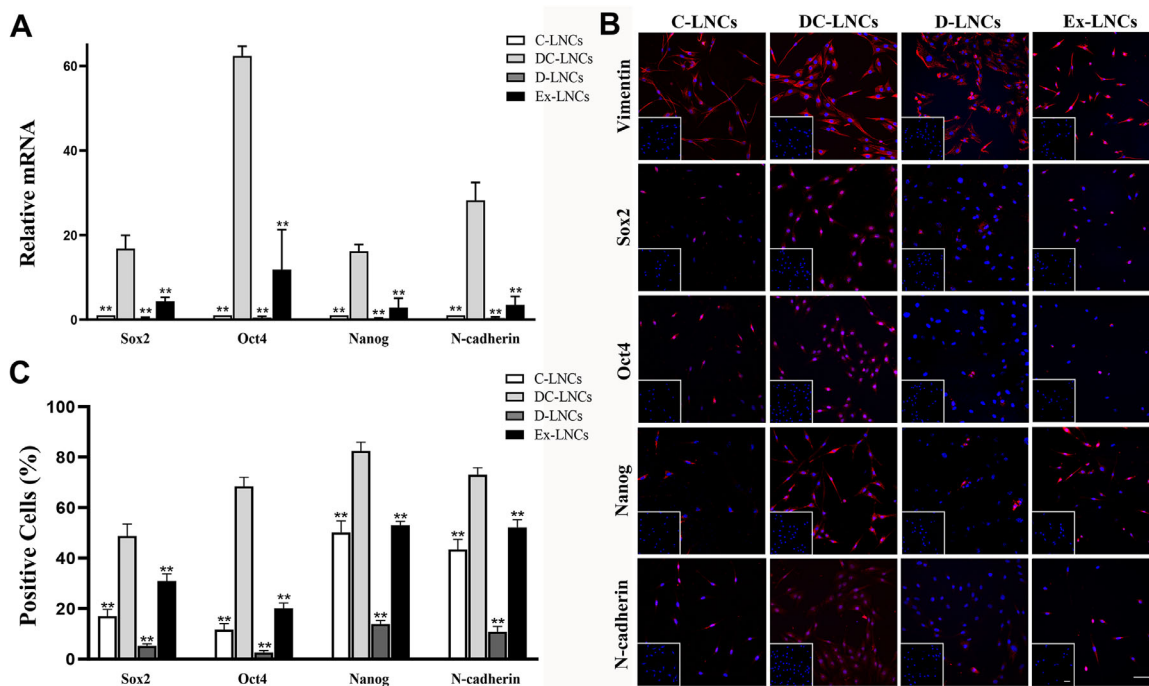 A
Relative mRNA
60
40
20
0
C-LNCs
DC-LNCs
D-LNCs
Ex-LNCs
** ** **
** ** **
** ** **
** ** **
Sox2 Oct4 Nanog N-cadherin
B
C-LNCs DC-LNCs D-LNCs Ex-LNCs
Vimentin
Sox2
Oct4
Nanog
N-cadherin
C
Positive Cells (%)
100
80
60
40
20
0
C-LNCs
DC-LNCs
D-LNCs
Ex-LNCs
** ** **
** ** **
** ** **
** ** **
Sox2 Oct4 Nanog N-cadherin